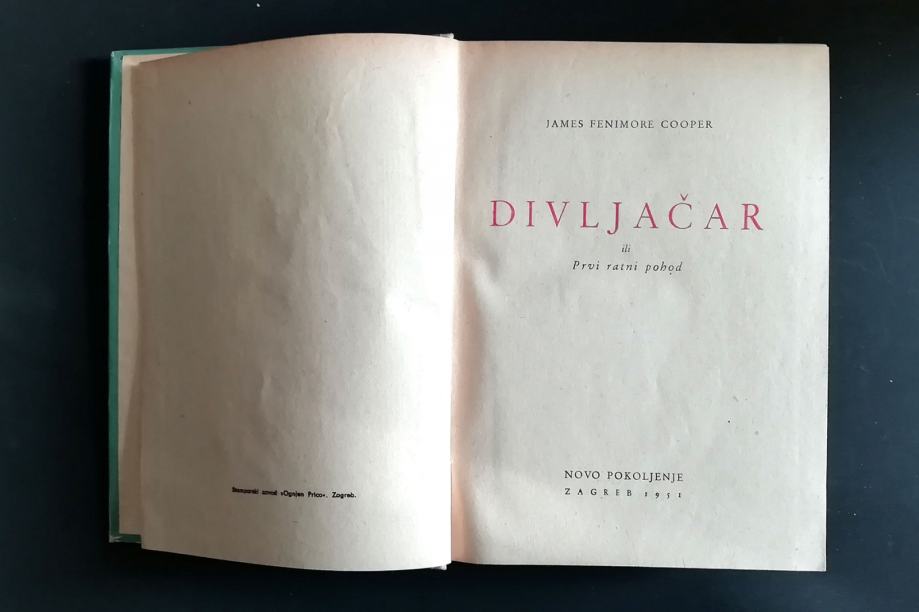 Štamparski zavod »Ognjen Prica«. Zagreb.
JAMES FENIMORE COOPER
DIVLJAČAR
ili
Prvi ratni pohod
NOVO POKOLJENJE
ZAGREB 1951